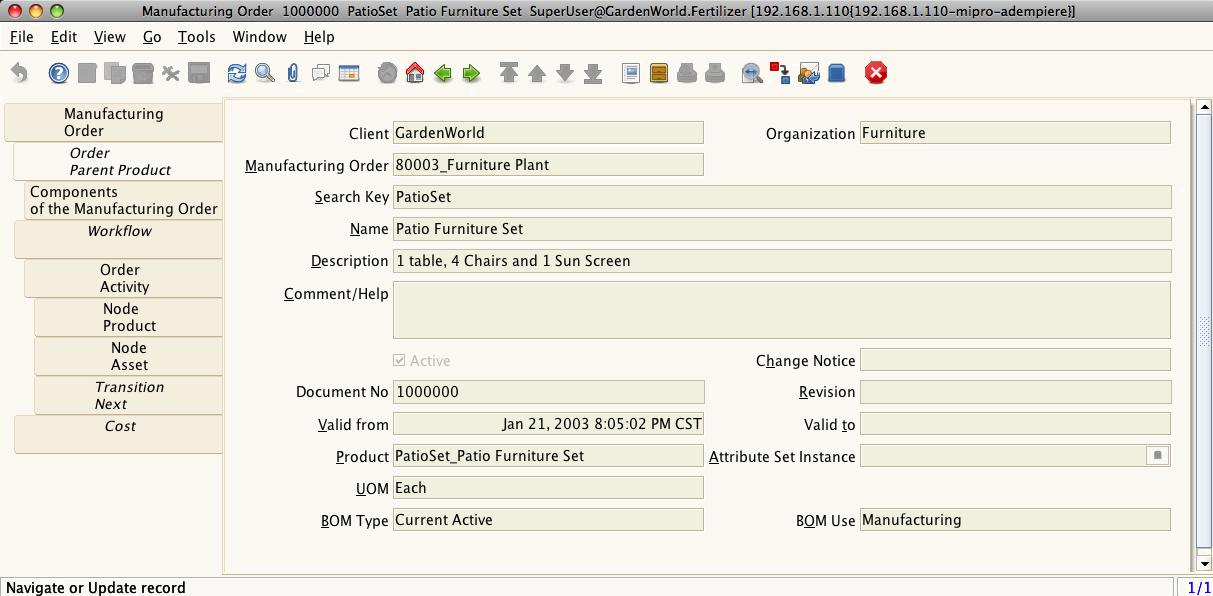 Manufacturing Order 1000000 PatioSet Patio Furniture Set SuperUser@GardenWorld.Fertilizer [192.168.1.110{192.168.1.110-mipro-adempiere}]
File Edit View Go Tools Window Help
Manufacturing
Order
Order
Parent Product
Components
of the Manufacturing Order
Workflow
Order
Activity
Node
Product
Node
Asset
Transition
Next
Cost
Client GardenWorld Organization Furniture
Manufacturing Order 80003_Furniture Plant
Search Key PatioSet
Name Patio Furniture Set
Description 1 table, 4 Chairs and 1 Sun Screen
Comment/Help
Active Change Notice
Document No 1000000 Revision
Valid from Jan 21, 2003 8:05:02 PM CST Valid to
Product PatioSet_Patio Furniture Set Attribute Set Instance
UOM Each
BOM Type Current Active BOM Use Manufacturing
Navigate or Update record 1/1